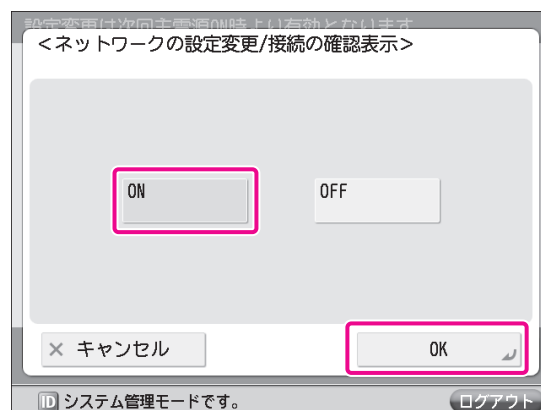 設定変更は次回主電源ON時より有効となります
<ネットワークの設定変更/接続の確認表示>
ON
OFF
× キャンセル
OK
ID システム管理モードです。
ログアウト